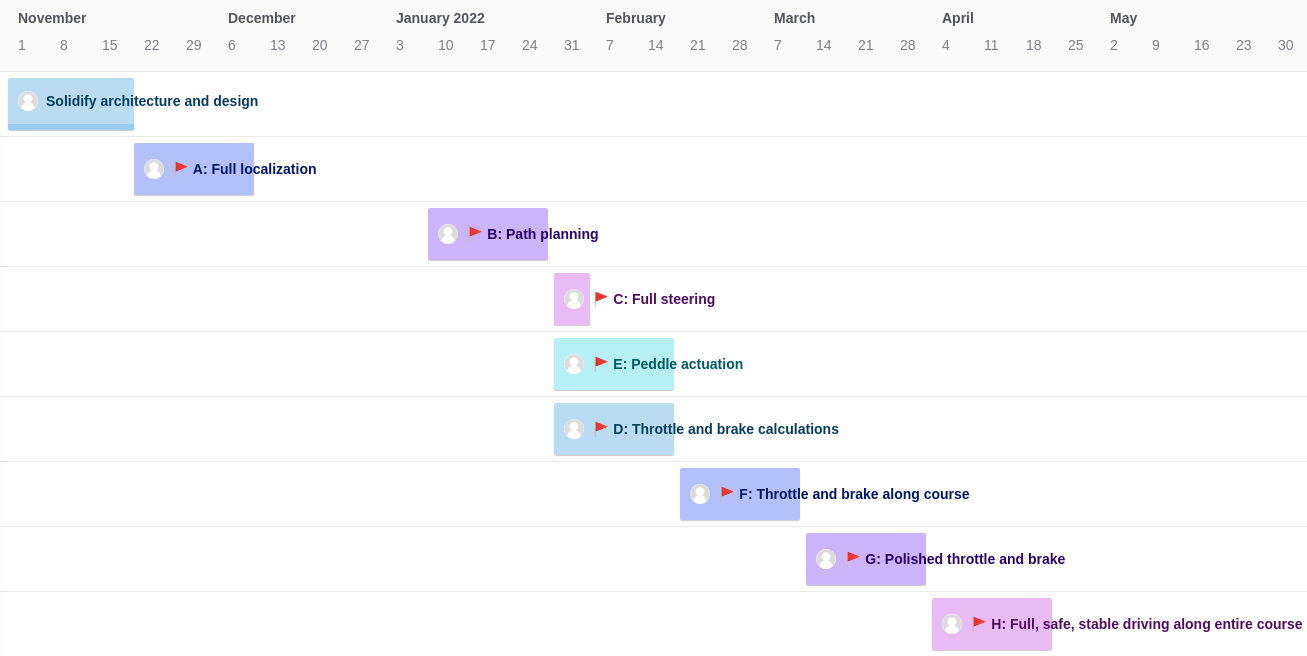 November December January 2022 February March April May
1 8 15 22 29 6 13 20 27 3 10 17 24 31 7 14 21 28 7 14 21 28 4 11 18 25 2 9 16 23 30
Solidify architecture and design
A: Full localization
B: Path planning
C: Full steering
E: Peddle actuation
D: Throttle and brake calculations
F: Throttle and brake along course
G: Polished throttle and brake
H: Full, safe, stable driving along entire course